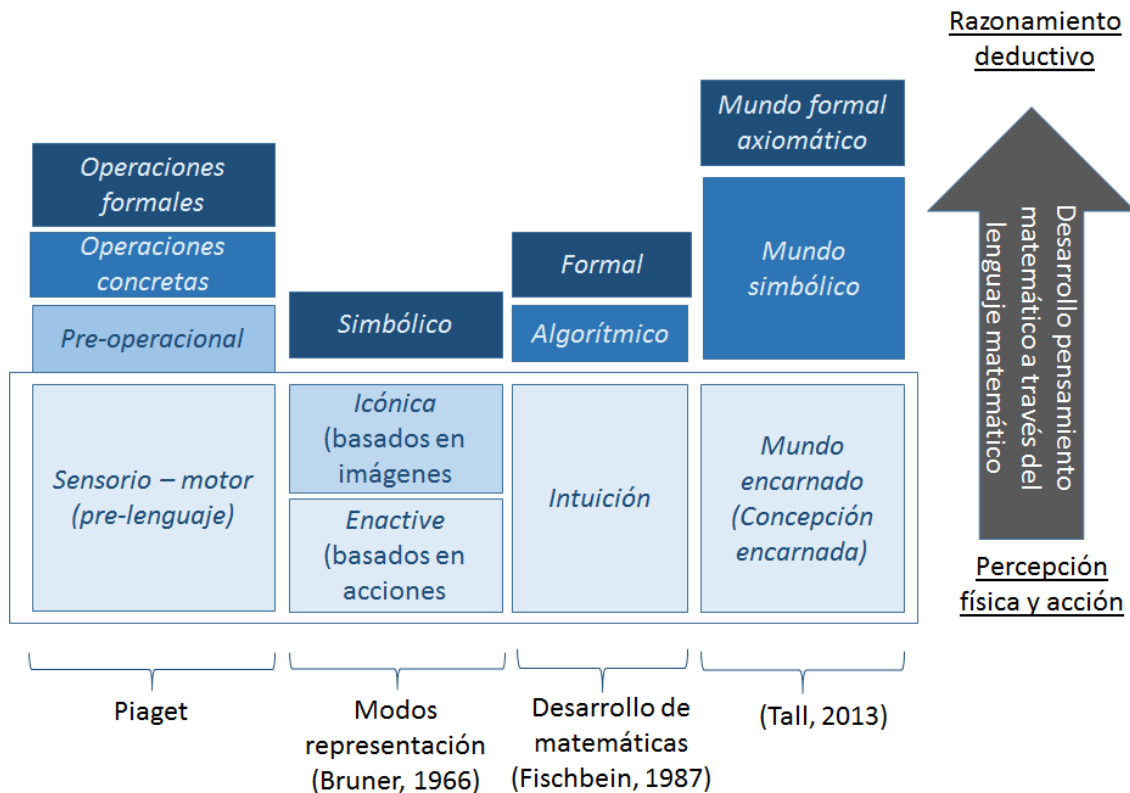 Razonamiento
deductivo
Mundo formal
axiomático
Operaciones
formales
Operaciones
concretas
Formal
Mundo
simbólico
Pre-operacional
Simbólico
Algorítmico
Sensorio – motor
(pre-lenguaje)
Icónica
(basados en
imágenes
Enactive
(basados en
acciones
Intuición
Mundo
encarnado
(Concepción
encarnada)
Desarrollo pensamiento
matemático a través del
lenguaje matemático
Percepción
física y acción
Piaget
Modos
representación
(Bruner, 1966)
Desarrollo de
matemáticas
(Fischbein, 1987)
(Tall, 2013)